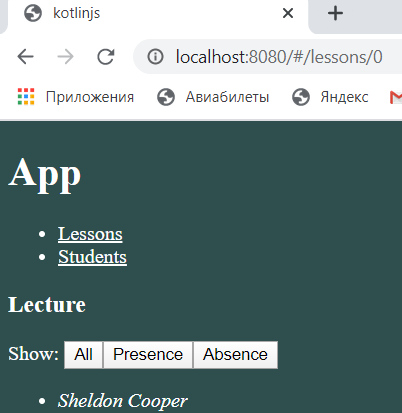 kotlinjs
localhost:8080/#/lessons/0
Приложения Авиабилеты Яндекс
App
Lessons
Students
Lecture
Show: All Presence Absence
Sheldon Cooper